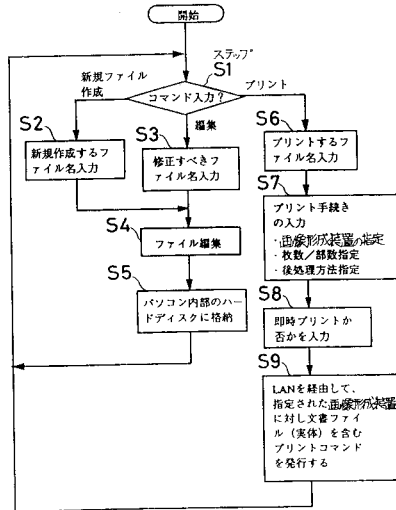 開始
ステップ
S1
コマンド入力?
新規ファイル
作成
編集
プリント
S2
新規作成するフ
ァイル名入力
S3
修正すべきフ
ァイル名入力
S4
ファイル編集
S5
パソコン内部のハー
ドディスクに格納
S6
プリントするフ
ァイル名入力
S7
プリント手続き
の入力
・画像形成装置の指定
・枚数/部数指定
・後処理方法指定
S8
即時プリントか
否かを入力
S9
LANを経由して、
指定された画像形成装置
に対し文書ファイ
ル(実体)を含む
プリントコマンド
を発行する